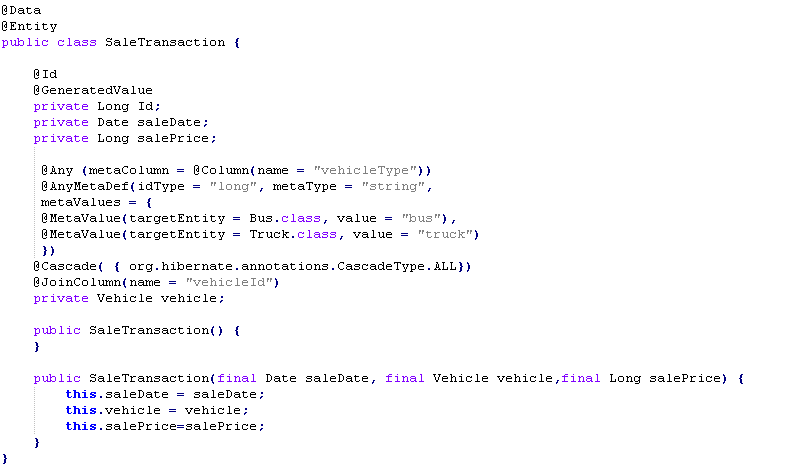 @Data
@Entity
public class SaleTransaction {
@Id
@GeneratedValue
private Long Id;
private Date saleDate;
private Long salePrice;
@Any (metaColumn = @Column(name = "vehicleType"))
@AnyMetaDef(idType = "long", metaType = "string",
metaValues = {
@MetaValue(targetEntity = Bus.class, value = "bus"),
@MetaValue(targetEntity = Truck.class, value = "truck")
})
@Cascade( { org.hibernate.annotations.CascadeType.ALL})
@JoinColumn(name = "vehicleId")
private Vehicle vehicle;
public SaleTransaction() {
}
public SaleTransaction(final Date saleDate, final Vehicle vehicle,final Long salePrice) {
this.saleDate = saleDate;
this.vehicle = vehicle;
this.salePrice=salePrice;
}
}